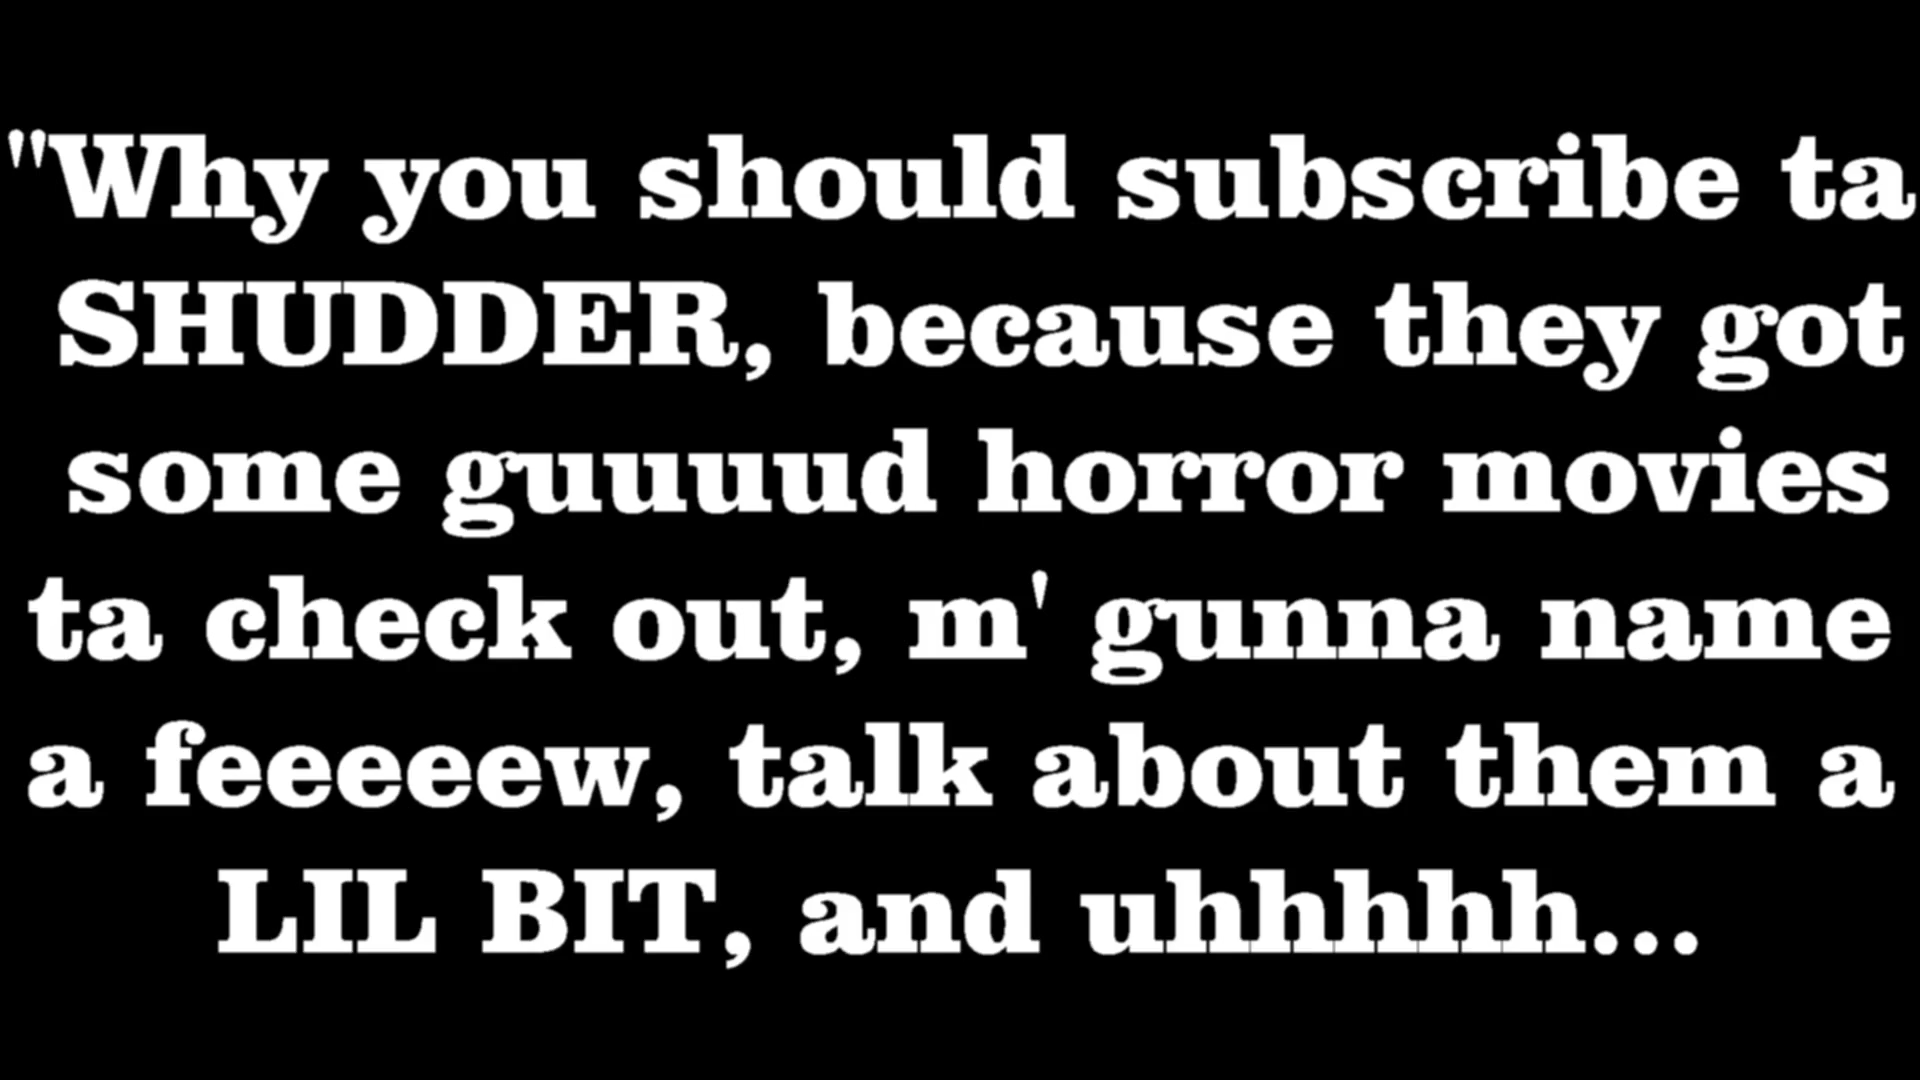 "Why you should subscribe ta
SHUDDER, because they got
some guuuud horror movies
ta check out, m' gunna name
a feeeeew, talk about them a
LIL BIT, and uhhhhh...